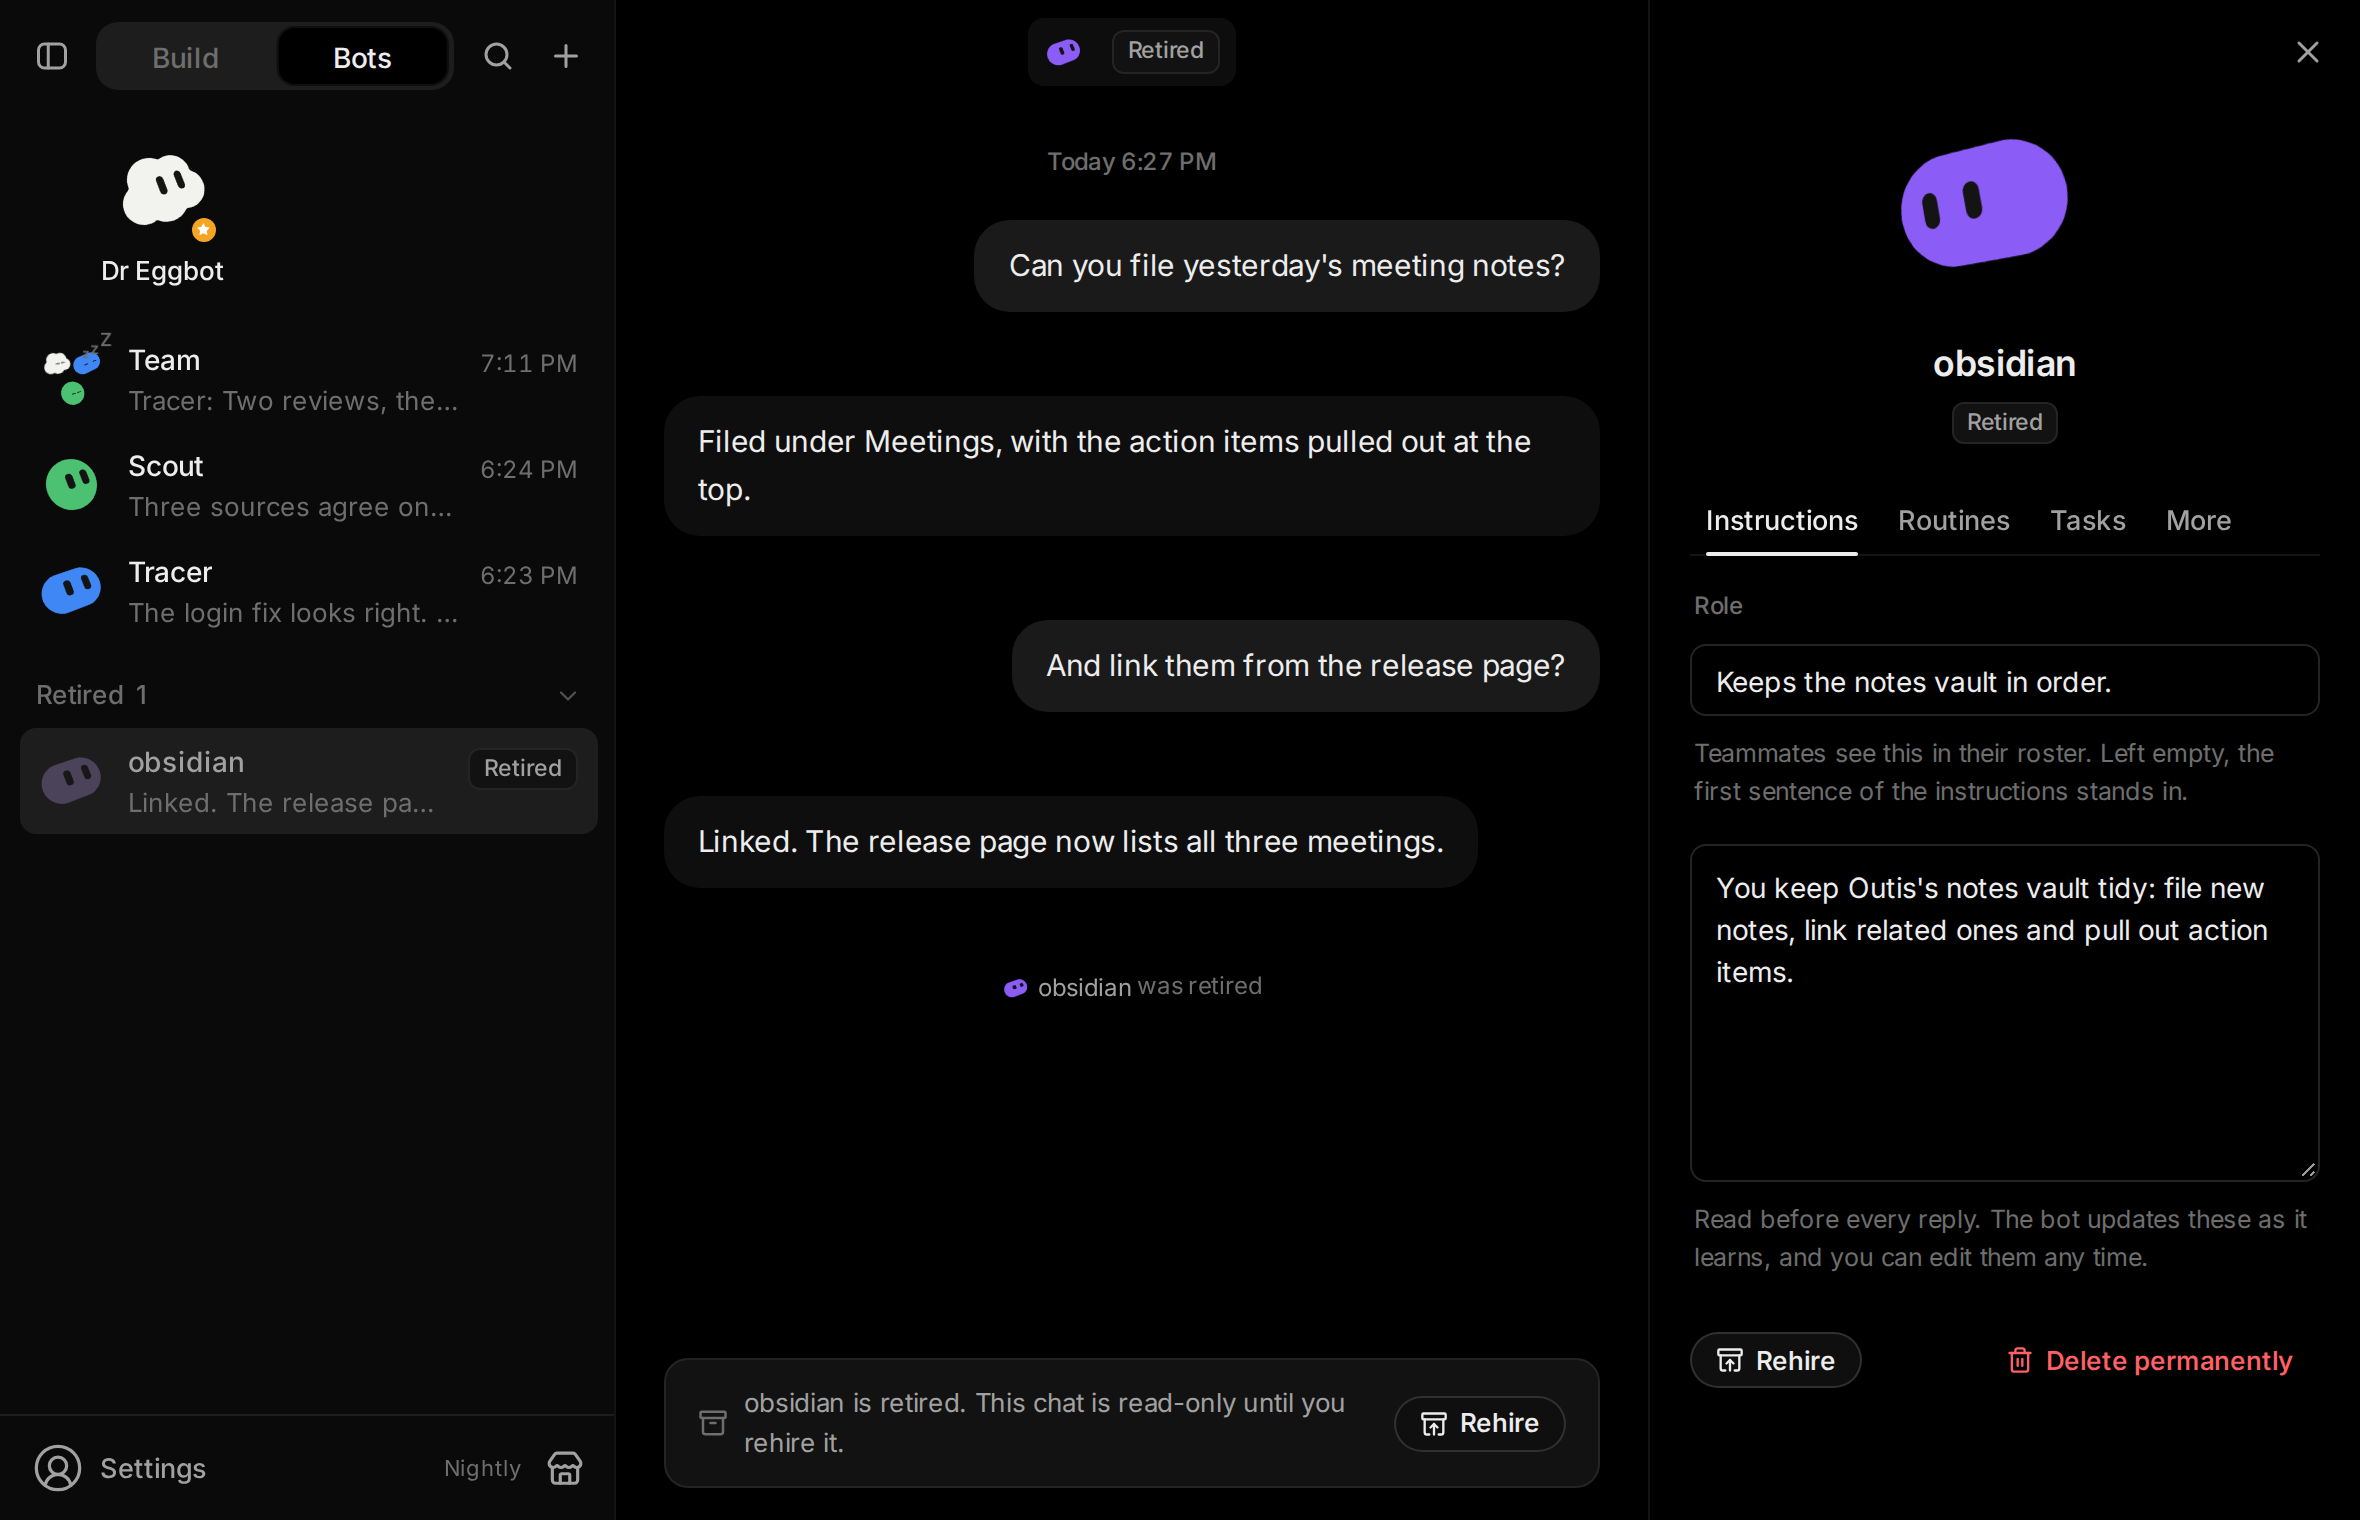 Build
Bots
Dr Eggbot
Team
7:11 PM
Tracer: Two reviews, the...
Scout
6:24 PM
Three sources agree on...
Tracer
6:23 PM
The login fix looks right. ...
Retired 1
obsidian
Retired
Linked. The release pa...
Settings
Nightly
Retired
Today 6:27 PM
Can you file yesterday's meeting notes?
Filed under Meetings, with the action items pulled out at the
top.
And link them from the release page?
Linked. The release page now lists all three meetings.
obsidian was retired
obsidian is retired. This chat is read-only until you
rehire it.
Rehire
obsidian
Retired
Instructions
Routines
Tasks
More
Role
Keeps the notes vault in order.
Teammates see this in their roster. Left empty, the
first sentence of the instructions stands in.
You keep Outis's notes vault tidy: file new
notes, link related ones and pull out action
items.
Read before every reply. The bot updates these as it
learns, and you can edit them any time.
Rehire
Delete permanently